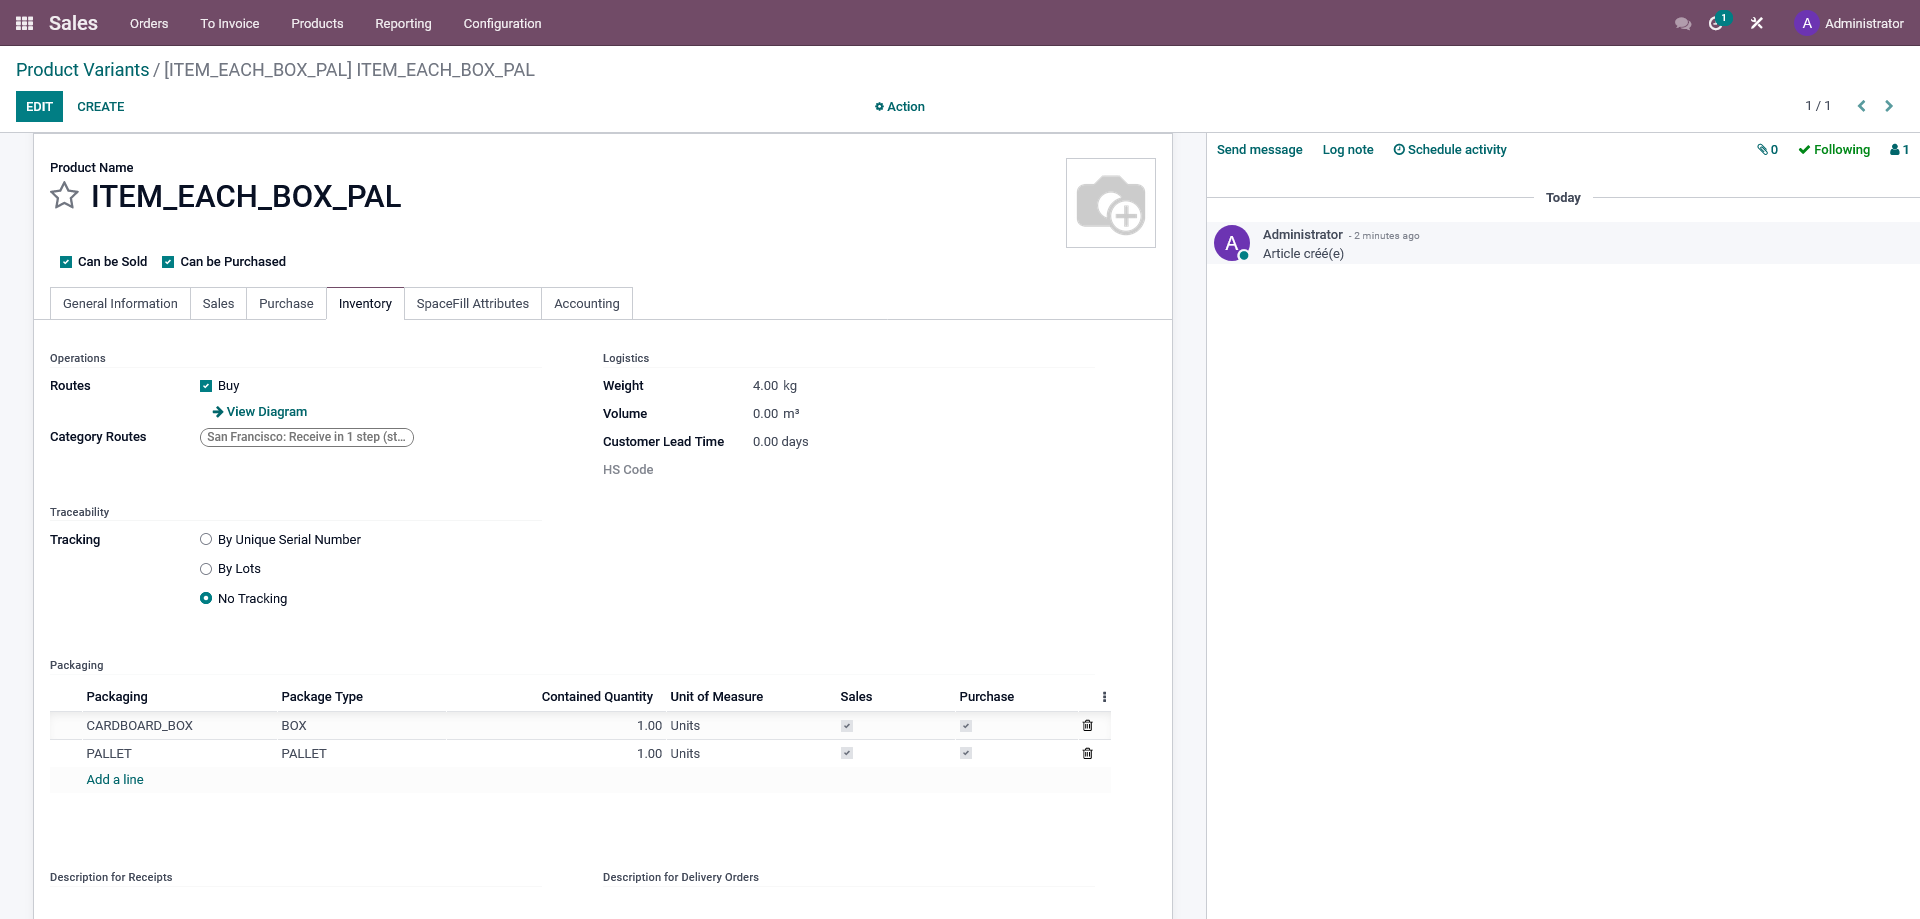 Sales Orders To Invoice Products Reporting Configuration 1 A Administrator
Product Variants / [ITEM_EACH_BOX_PAL] ITEM_EACH_BOX_PAL
EDIT CREATE Action 1 / 1
Send message Log note Schedule activity 0 Following 1
Product Name
ITEM_EACH_BOX_PAL
Today
A Administrator - 2 minutes ago
Article créé(e)
Can be Sold Can be Purchased
General Information Sales Purchase Inventory SpaceFill Attributes Accounting
Operations
Routes Buy
View Diagram
Category Routes San Francisco: Receive in 1 step (st...
Logistics
Weight 4.00 kg
Volume 0.00 m³
Customer Lead Time 0.00 days
HS Code
Traceability
Tracking By Unique Serial Number
By Lots
No Tracking
Packaging
Packaging Package Type Contained Quantity Unit of Measure Sales Purchase
CARDBOARD_BOX BOX 1.00 Units
PALLET PALLET 1.00 Units
Add a line
Description for Receipts Description for Delivery Orders